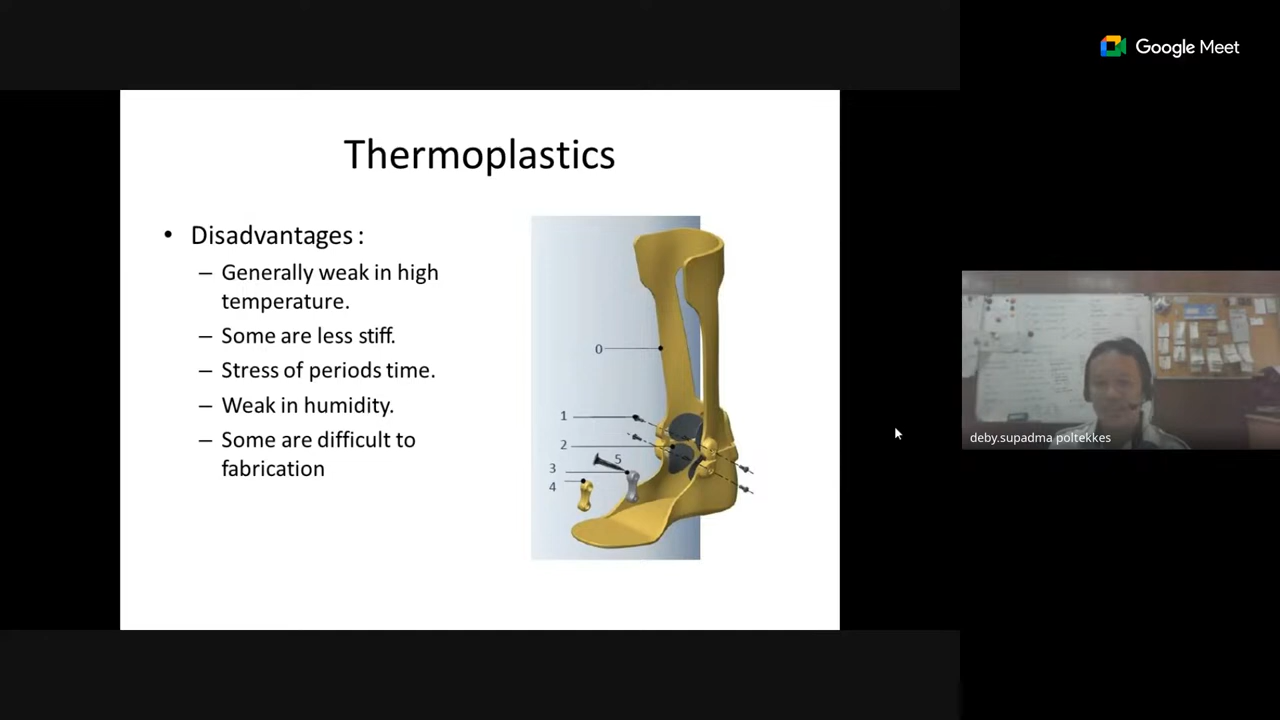 Google Meet
Thermoplastics
• Disadvantages :
– Generally weak in high
temperature.
– Some are less stiff.
– Stress of periods time.
– Weak in humidity.
– Some are difficult to
fabrication
0
1
2
5
3
4
deby.supadma poltekkes